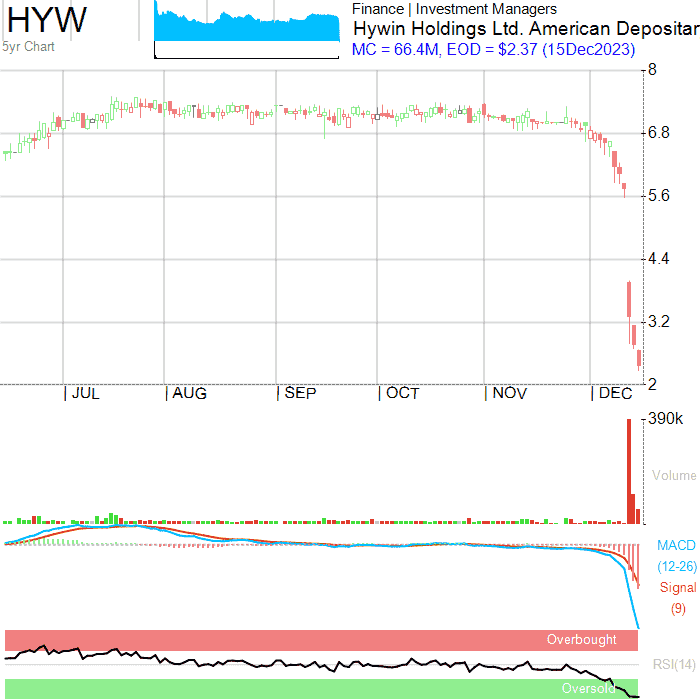 HYW
5yr Chart
Finance | Investment Managers
Hywin Holdings Ltd. American Depositar
MC = 66.4M, EOD = $2.37 (15Dec2023)
8
6.8
5.6
4.4
3.2
2
JUL AUG SEP OCT NOV DEC
390k
Volume
MACD
(12-26)
Signal
(9)
Overbought
RSI(14)
Oversold